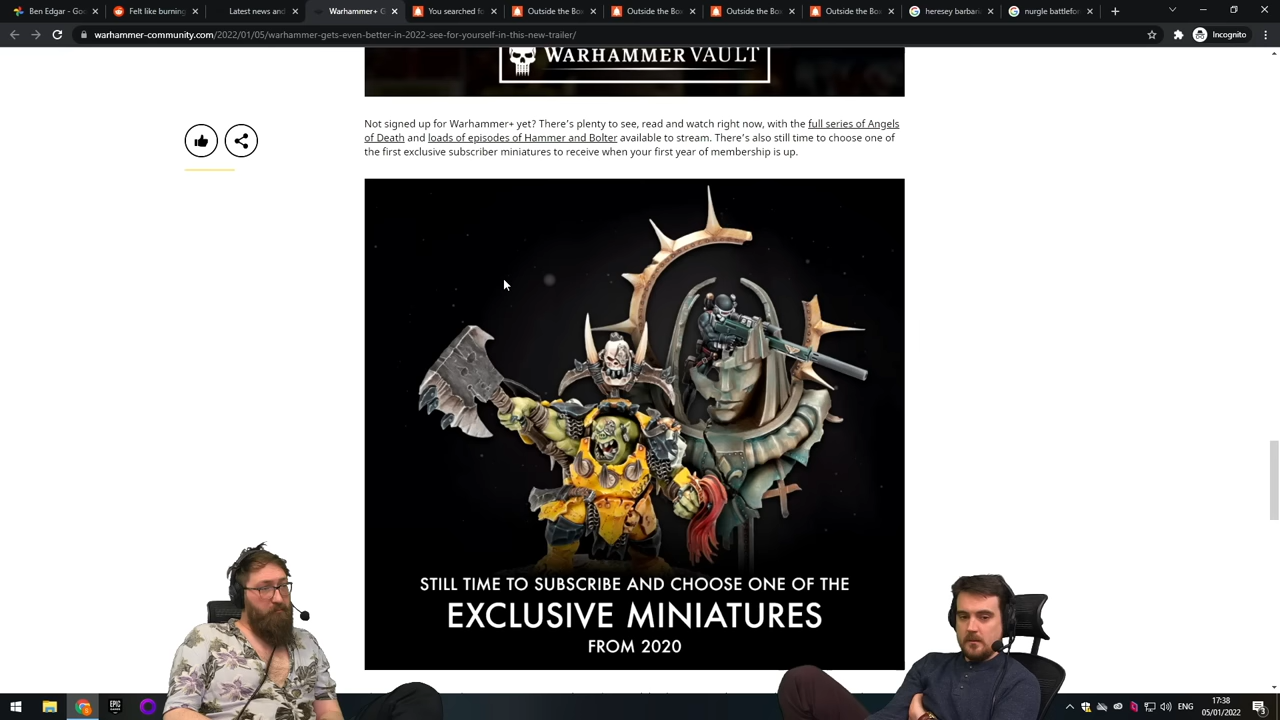 Ben Edgar - Goo
Felt like burning
Latest news and
Warhammer+ G
You searched fo
Outside the Bo
Outside the Bo
Outside the Bo
Outside the Bo
heresey barbar
nurgle battlefor
warhammer-community.com/2022/01/05/warhammer-gets-even-better-in-2022-see-for-yourself-in-this-new-trailer/
Incognito
WARHAMMER VAULT
Not signed up for Warhammer+ yet? There's plenty to see, read and watch right now, with the full series of Angels
of Death and loads of episodes of Hammer and Bolter available to stream. There's also still time to choose one of
the first exclusive subscriber miniatures to receive when your first year of membership is up.
STILL TIME TO SUBSCRIBE AND CHOOSE ONE OF THE
EXCLUSIVE MINIATURES
FROM 2020
EPIC
ENG
17:38
05/01/2022